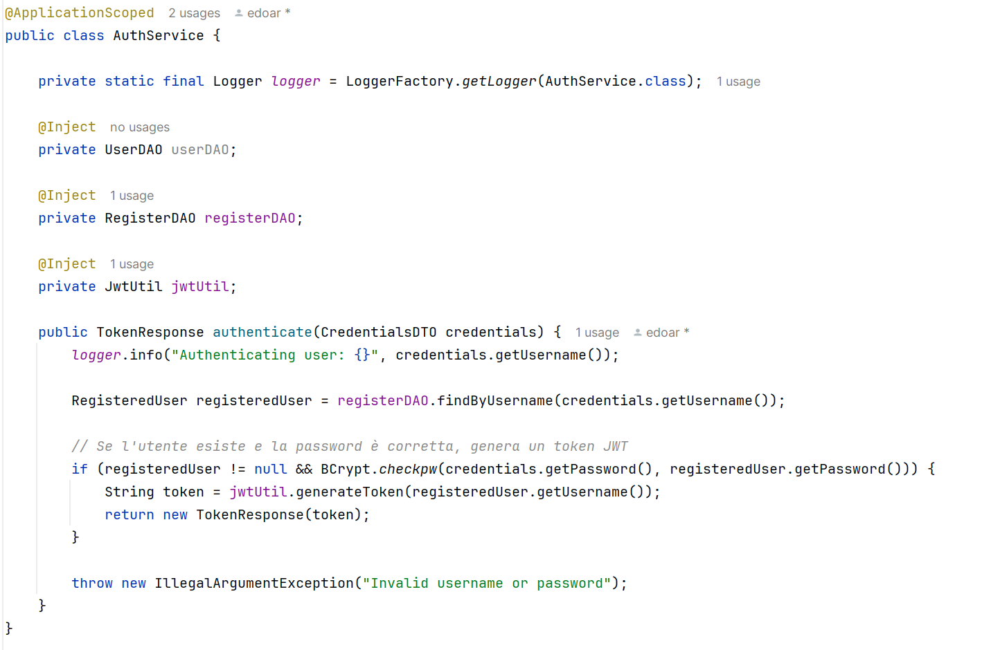 @ApplicationScoped 2 usages edoar *
public class AuthService {
private static final Logger logger = LoggerFactory.getLogger(AuthService.class); 1 usage
@Inject no usages
private UserDAO userDAO;
@Inject 1 usage
private RegisterDAO registerDAO;
@Inject 1 usage
private JwtUtil jwtUtil;
public TokenResponse authenticate(CredentialsDTO credentials) { 1 usage edoar *
logger.info("Authenticating user: {}", credentials.getUsername());
RegisteredUser registeredUser = registerDAO.findByUsername(credentials.getUsername());
// Se l'utente esiste e la password è corretta, genera un token JWT
if (registeredUser != null && BCrypt.checkpw(credentials.getPassword(), registeredUser.getPassword())) {
String token = jwtUtil.generateToken(registeredUser.getUsername());
return new TokenResponse(token);
}
throw new IllegalArgumentException("Invalid username or password");
}
}